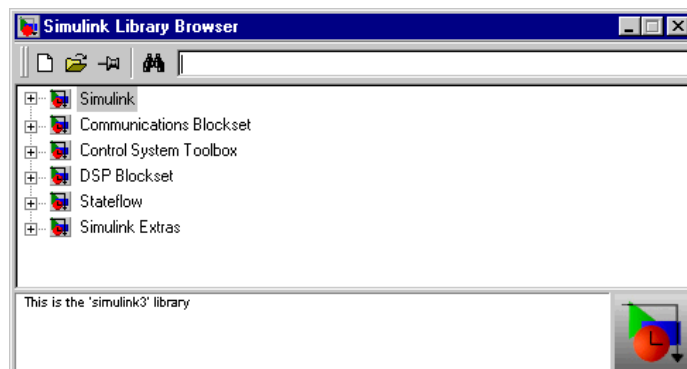 Simulink Library Browser
Simulink
Communications Blockset
Control System Toolbox
DSP Blockset
Stateflow
Simulink Extras
This is the 'simulink3' library